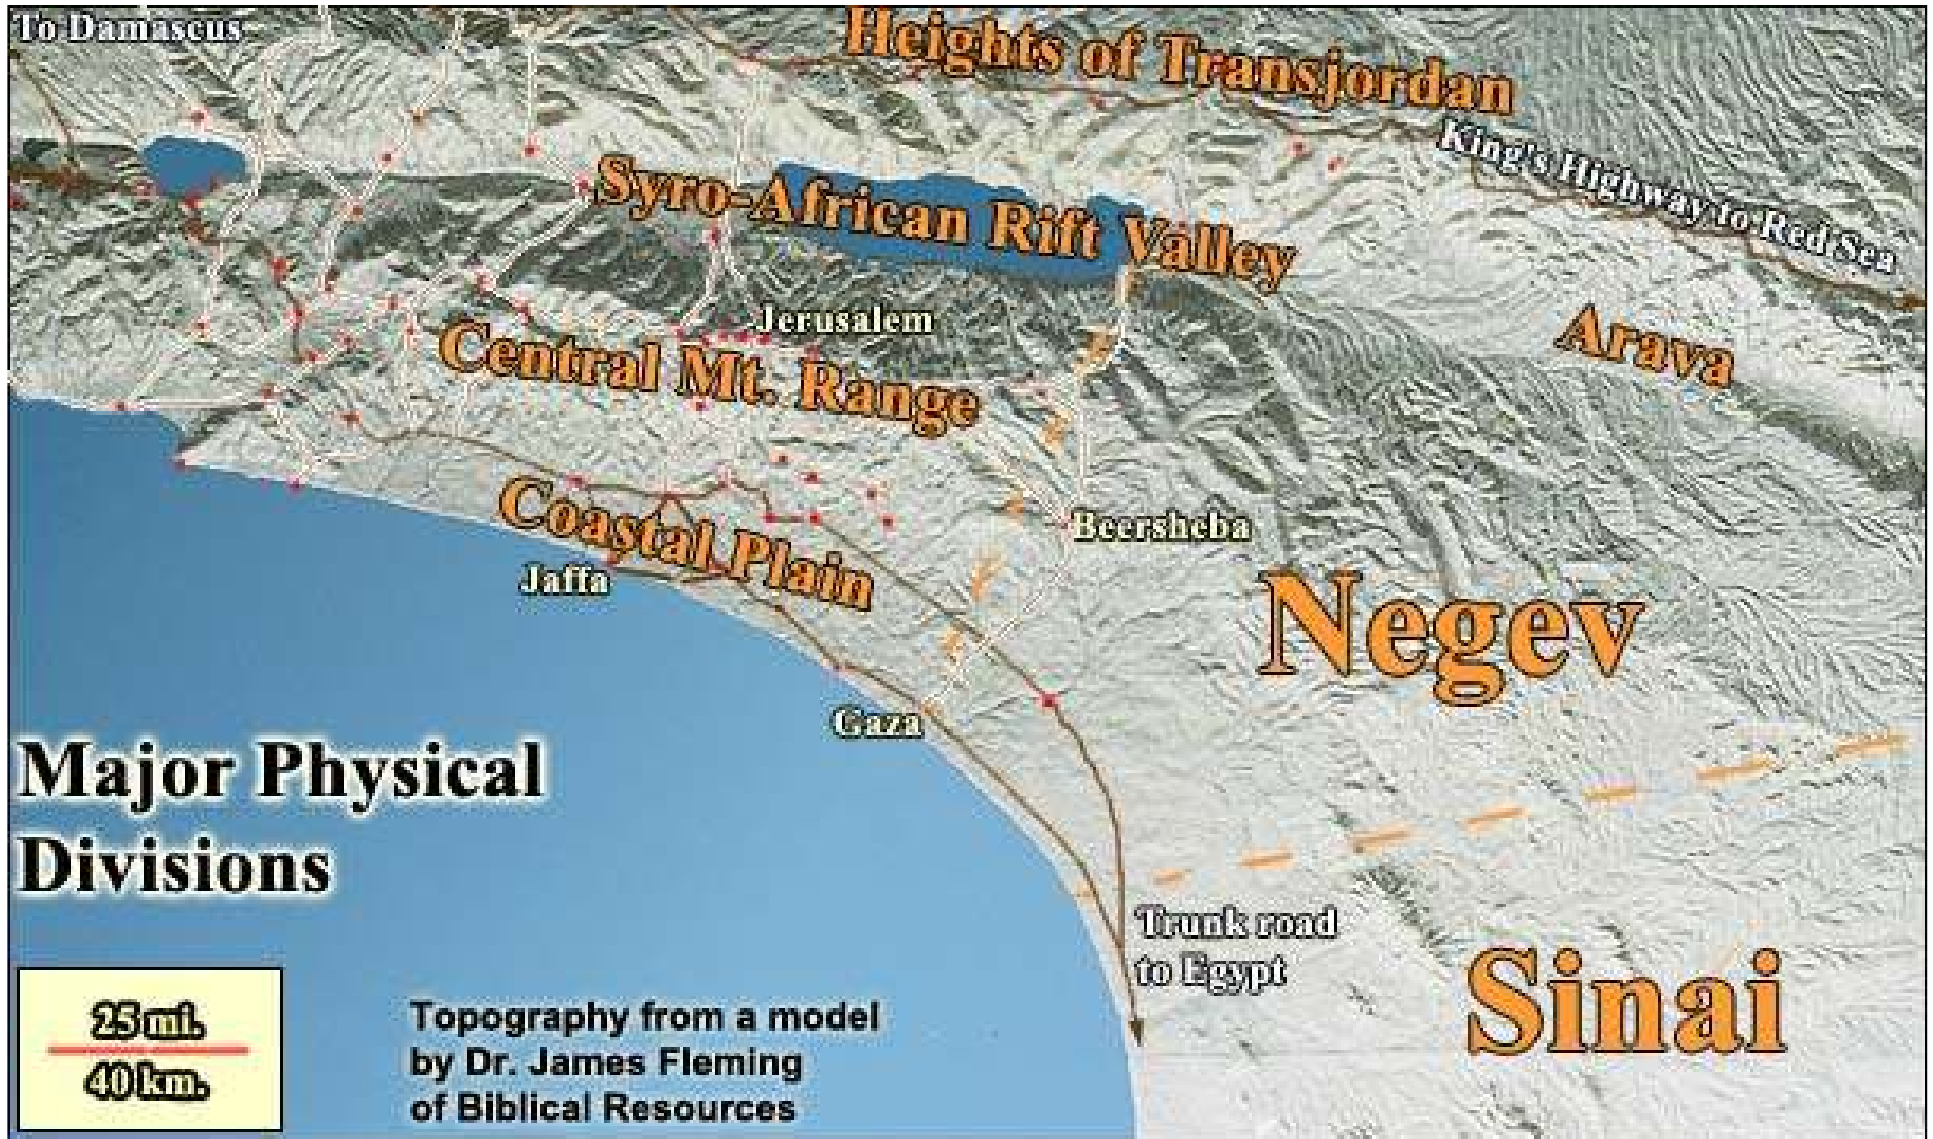 To Damascus
Heights of Transjordan
King's Highway to Red Sea
Syro-African Rift Valley
Jerusalem
Arava
Central Mt. Range
Coastal Plain
Beersheba
Jaffa
Negev
Gaza
Major Physical
Divisions
Trunk road
to Egypt
Sinai
25 mi.
40 km.
Topography from a model
by Dr. James Fleming
of Biblical Resources